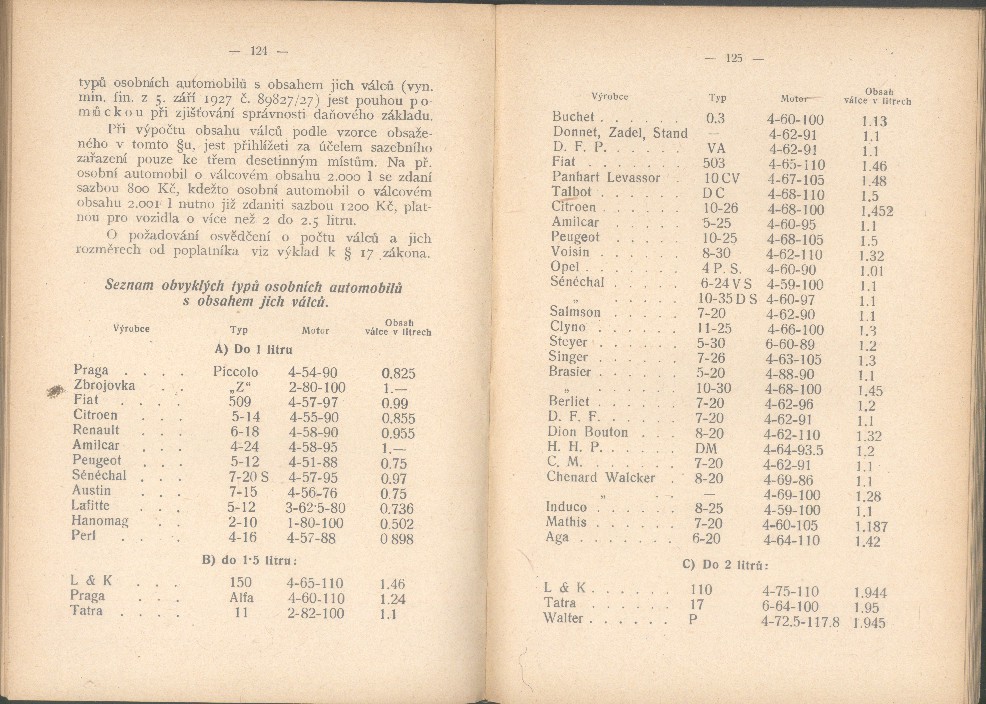 — 124 —
typů osobních automobilů s obsahem jich válců (vyn.
min. fin. z 5. září 1927 č. 89827/27) jest pouhou po-
můckou při zjišťování správnosti daňového základu.
Při výpočtu obsahu válců podle vzorce obsaže-
ného v tomto §u, jest přihlížeti za účelem sazebního
zařazení pouze ke třem desetinným místům. Na př.
osobní automobil o válcovém obsahu 2.000 l se zdaní
sazbou 800 Kč, kdežto osobní automobil o válcovém
obsahu 2.001 l nutno již zdaniti sazbou 1200 Kč, plat-
nou pro vozidla o více než 2 do 2.5 litru.
O požadování osvědčení o počtu válců a jich
rozměrech od poplatníka viz výklad k § 17 zákona.
Seznam obvyklých typů osobních automobilů
s obsahem jich válců.
Výrobce Typ Motor Obsah
válce v litrech
A) Do 1 litru
Praga . . . . Piccolo 4-54-90 0.825
Zbrojovka . . „Z“ 2-80-100 1.—
Fiat . . . . 509 4-57-97 0.99
Citroen . . . 5-14 4-55-90 0.855
Renault . . . 6-18 4-58-90 0.955
Amilcar . . . 4-24 4-58-95 1.—
Peugeot . . . 5-12 4-51-88 0.75
Sénéchal . . . 7-20 S 4-57-95 0.97
Austin . . . 7-15 4-56-76 0.75
Lafitte . . . 5-12 3-62·5-80 0.736
Hanomag . . 2-10 1-80-100 0.502
Perl . . . 4-16 4-57-88 0 898
B) do 1·5 litru:
L & K . . . 150 4-65-110 1.46
Praga . . . Alfa 4-60-110 1.24
Tatra . . . . 11 2-82-100 1.1
— 125 —
Výrobce Typ Motor Obsah
válce v litrech
Buchet . . . . . . 0.3 4-60-100 1.13
Donnet, Zadel, Stand — 4-62-91 1.1
D. F. P. . . . . . VA 4-62-91 1.1
Fiat . . . . . . . 503 4-65-110 1.46
Panhart Levassor . 10 CV 4-67-105 1.48
Talbot . . . . . . D C 4-68-110 1.5
Citroen . . . . . . 10-26 4-68-100 1.452
Amilcar . . . . . . 5-25 4-60-95 1.1
Peugeot . . . . . 10-25 4-68-105 1.5
Voisin . . . . . . 8-30 4-62-110 1.32
Opel . . . . . . . 4 P. S. 4-60-90 1.01
Sénéchal . . . . . 6-24 V S 4-59-100 1.1
„ . . . . . 10-35 D S 4-60-97 1.1
Salmson . . . . . 7-20 4-62-90 1.1
Clyno . . . . . . 11-25 4-66-100 1.3
Steyer . . . . . . 5-30 6-60-89 1.2
Singer . . . . . . 7-26 4-63-105 1.3
Brasier . . . . . . 5-20 4-88-90 1.1
„ . . . . . . 10-30 4-68-100 1.45
Berliet . . . . . . 7-20 4-62-96 1.2
D. F. F. . . . . . 7-20 4-62-91 1.1
Dion Bouton . . . 8-20 4-62-110 1.32
H. H. P. . . . . . DM 4-64-93.5 1.2
C. M. . . . . . . 7-20 4-62-91 1.1
Chenard Walcker . 8-20 4-69-86 1.1
„ . . — 4-69-100 1.28
Induco . . . . . . 8-25 4-59-100 1.1
Mathis . . . . . . 7-20 4-60-105 1.187
Aga . . . . . . . 6-20 4-64-110 1.42
C) Do 2 litrů:
L & K . . . . . . 110 4-75-110 1.944
Tatra . . . . . . 17 6-64-100 1.95
Walter . . . . . . P 4-72.5-117.8 1.945